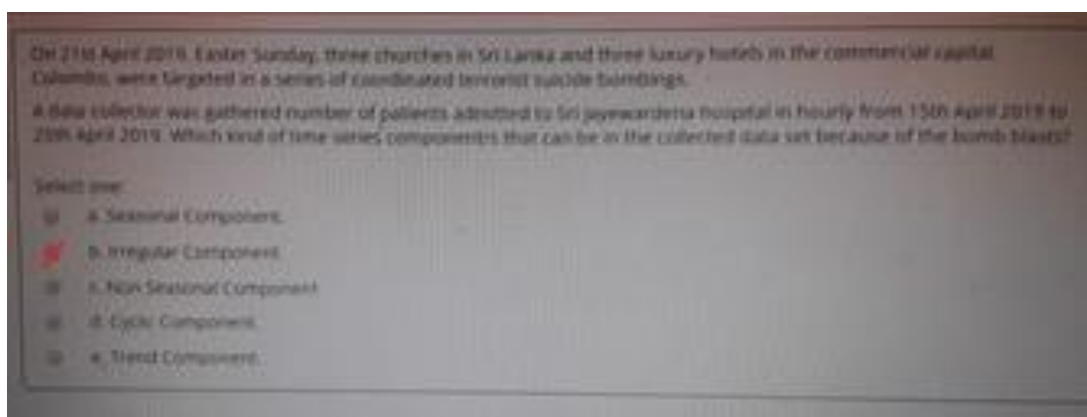 On 21st April 2019, Easter Sunday, three churches in Sri Lanka and three luxury hotels in the commercial capital
Colombo, were targeted in a series of coordinated terrorist suicide bombings.
A data collector was gathered number of patients admitted to Sri Jayewardena hospital in hourly from 15th April 2019 to
April 2019. Which kind of time series components that can be in the collected data set because of the bomb blasts?
Select one:
a. Seasonal Component.
b. Irregular Component.
c. Non Seasonal Component
d. Cyclic Component.
e. Trend Component.